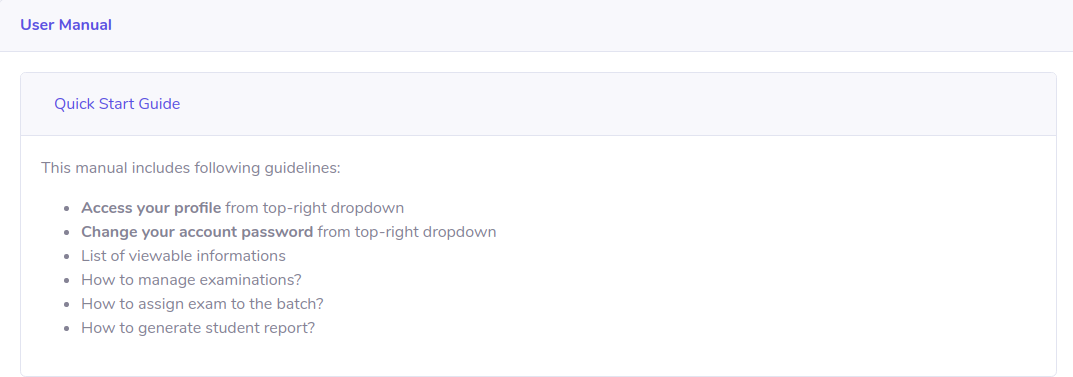 User Manual
Quick Start Guide
This manual includes following guidelines:
Access your profile from top-right dropdown
Change your account password from top-right dropdown
List of viewable informations
How to manage examinations?
How to assign exam to the batch?
How to generate student report?